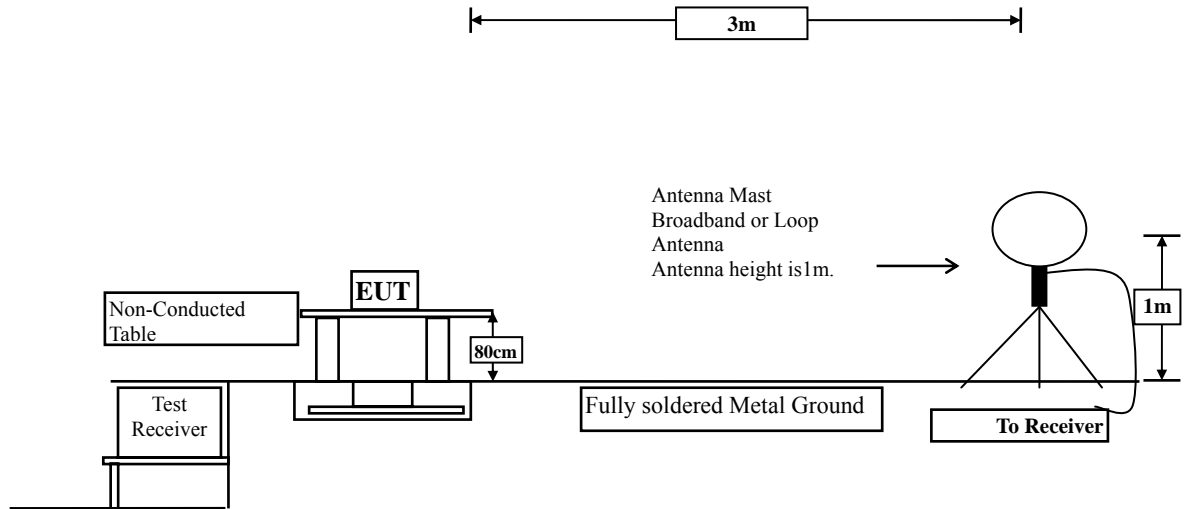 3m
Antenna Mast
Broadband or Loop
Antenna
Antenna height is1m.
EUT
Non-Conducted
Table
1m
80cm
Test
Receiver
Fully soldered Metal Ground
To Receiver